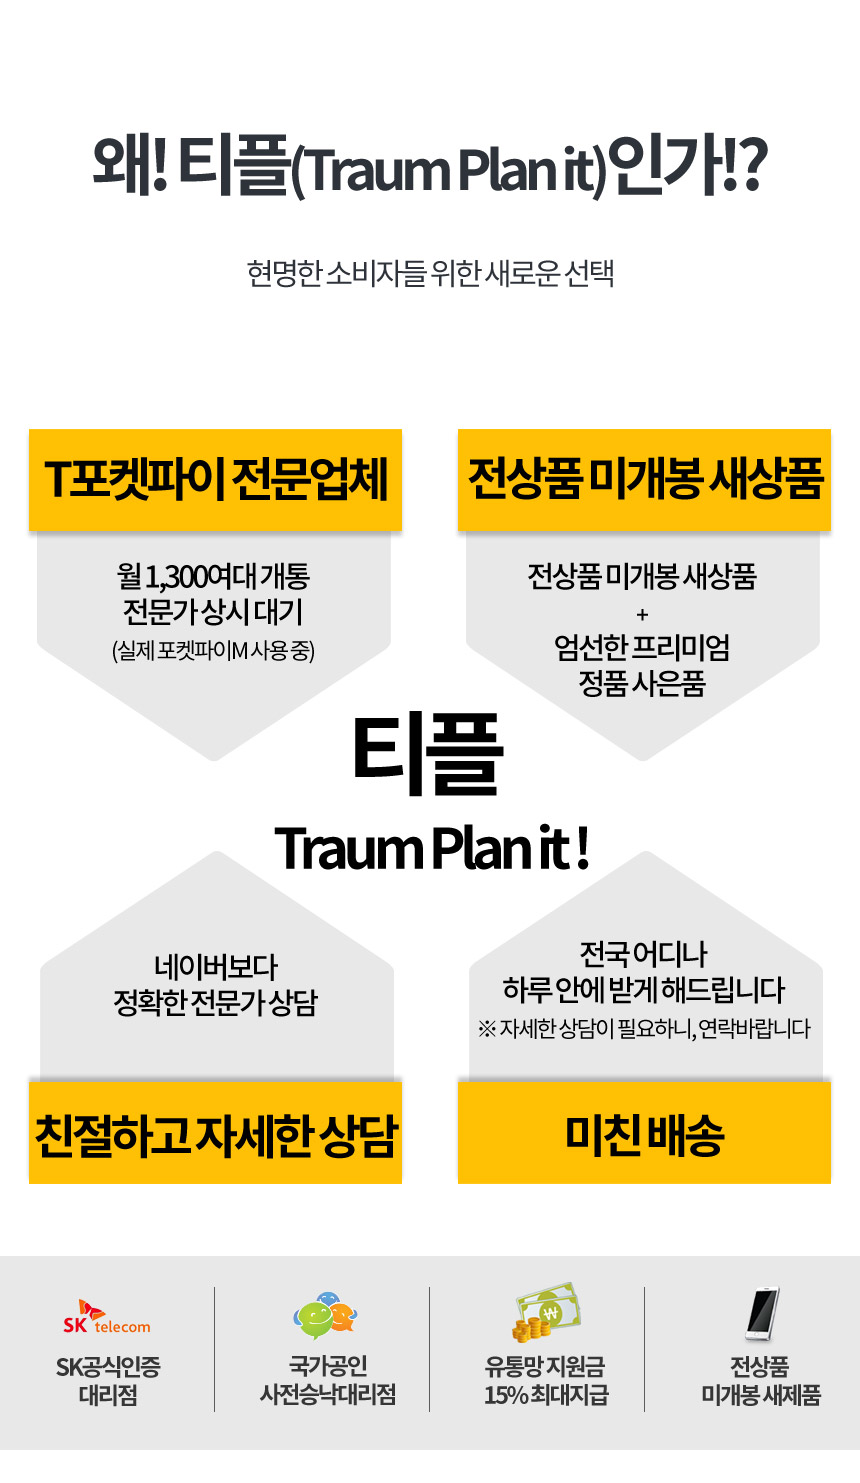 왜! 티플(Traum Plan it)인가!?
현명한 소비자들 위한 새로운 선택
T포켓파이 전문업체
월 1,300여대 개통
전문가 상시 대기
(실제 포켓파이M 사용 중)
전상품 미개봉 새상품
전상품 미개봉 새상품
+
엄선한 프리미엄
정품 사은품
티플
Traum Plan it !
네이버보다
정확한 전문가 상담
친절하고 자세한 상담
전국 어디나
하루 안에 받게 해드립니다
※ 자세한 상담이 필요하니, 연락바랍니다
미친 배송
SK telecom
SK공식인증
대리점
국가공인
사전승낙대리점
₩
유통망 지원금
15% 최대지급
전상품
미개봉 새제품